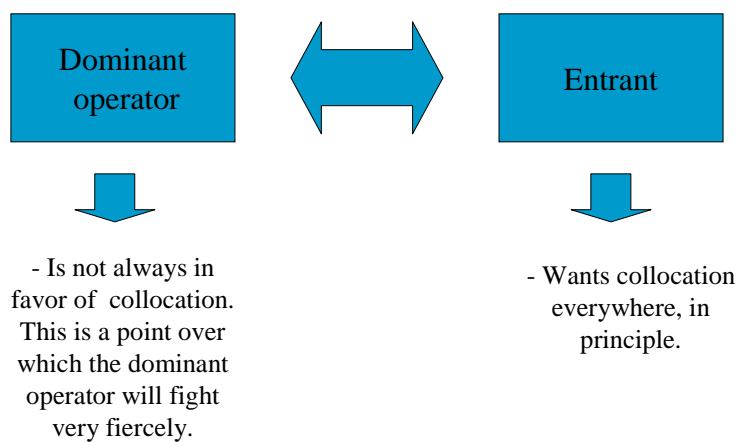 Dominant
operator
Entrant
- Is not always in
favor of  collocation.
This is a point over
which the dominant
operator will fight
very fiercely.
- Wants collocation
everywhere, in
principle.